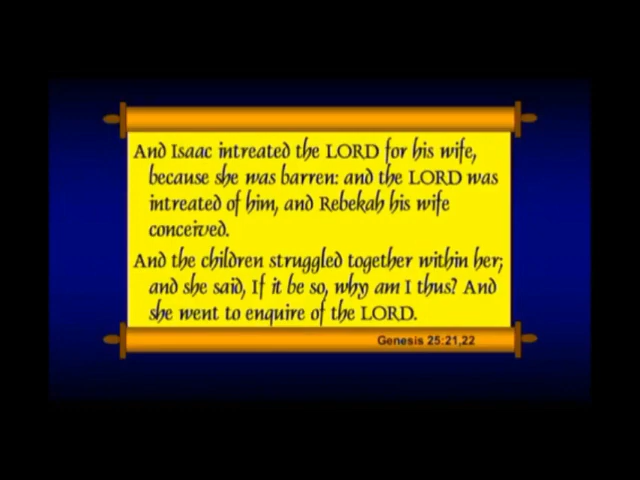 And Isaac intreated the LORD for his wife,
because she was barren: and the LORD was
intreated of him, and Rebekah his wife
conceived.
And the children struggled together within her;
and she said, If it be so, why am I thus? And
she went to enquire of the LORD.
Genesis 25:21,22